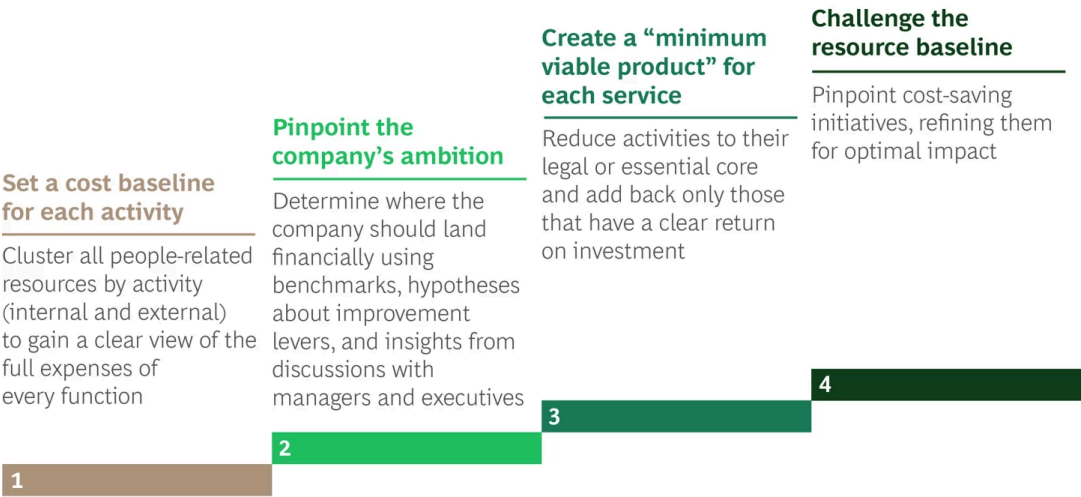 Set a cost baseline
for each activity
Cluster all people-related
resources by activity
(internal and external)
to gain a clear view of the
full expenses of
every function
1
Pinpoint the
company’s ambition
Determine where the
company should land
financially using
benchmarks, hypotheses
about improvement
levers, and insights from
discussions with
managers and executives
2
Create a “minimum
viable product” for
each service
Reduce activities to their
legal or essential core
and add back only those
that have a clear return
on investment
3
Challenge the
resource baseline
Pinpoint cost-saving
initiatives, refining them
for optimal impact
4